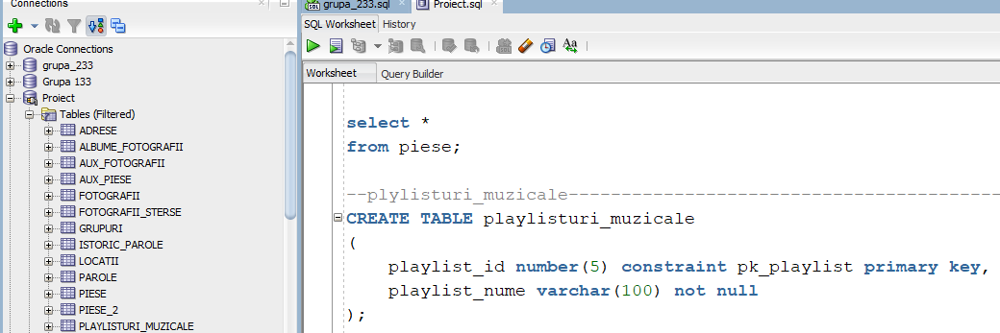 Connections
grupa_233.sql
Proiect.sql
SQL Worksheet
History
Aa
Oracle Connections
grupa_233
Grupa 133
Proiect
Tables (Filtered)
ADRESE
ALBUME_FOTOGRAFII
AUX_FOTOGRAFII
AUX_PIESE
FOTOGRAFII
FOTOGRAFII_STERSE
GRUPURI
ISTORIC_PAROLE
LOCATII
PAROLE
PIESE
PIESE_2
PLAYLISTURI_MUZICALE
Worksheet
Query Builder
select *
from piese;
--plylisturi_muzicale-----------------------------------------
CREATE TABLE playlisturi_muzicale
(
playlist_id number(5) constraint pk_playlist primary key,
playlist_nume varchar(100) not null
);